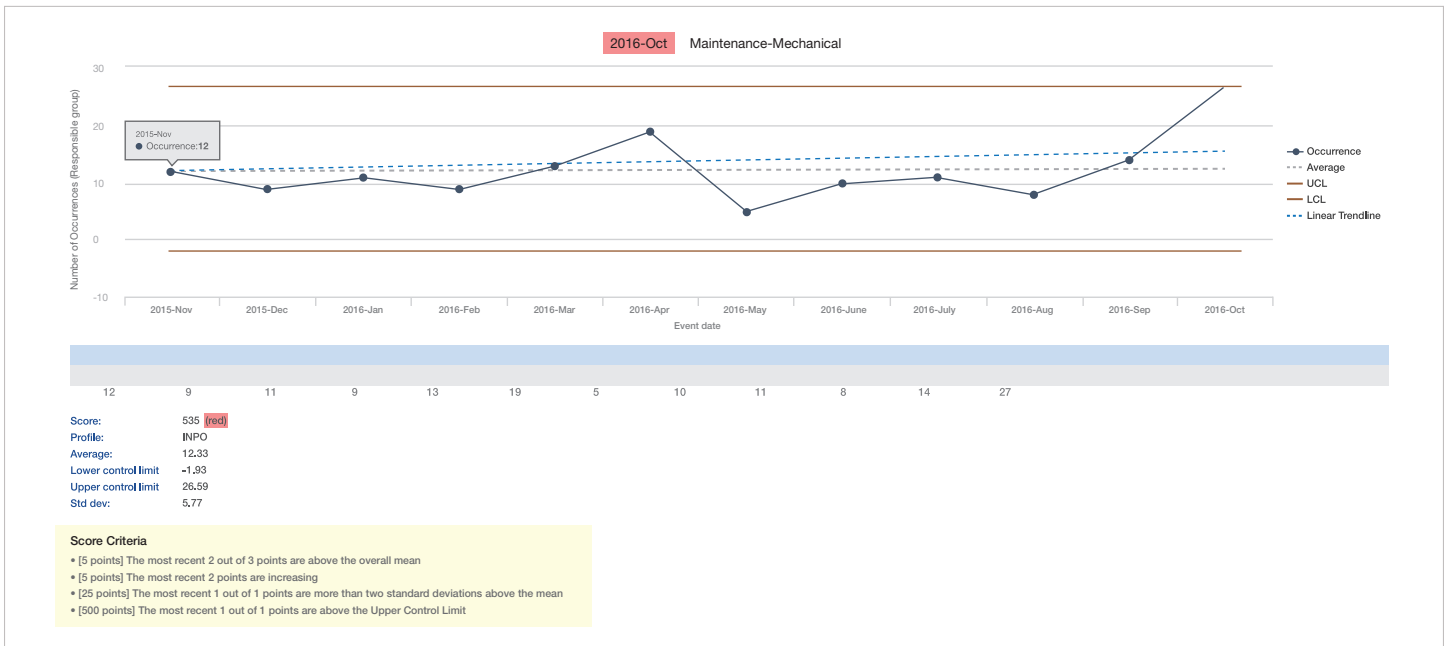 2016-Oct Maintenance-Mechanical
Number of Occurrences (Responsible group)
30
20
10
0
-10
2015-Nov
Occurrence:12
Occurrence
Average
UCL
LCL
Linear Trendline
2015-Nov 2015-Dec 2016-Jan 2016-Feb 2016-Mar 2016-Apr 2016-May 2016-June 2016-July 2016-Aug 2016-Sep 2016-Oct
Event date
12 9 11 9 13 19 5 10 11 8 14 27
Score: 535 (red)
Profile: INPO
Average: 12.33
Lower control limit -1.93
Upper control limit 26.59
Std dev: 5.77
Score Criteria
• [5 points] The most recent 2 out of 3 points are above the overall mean
• [5 points] The most recent 2 points are increasing
• [25 points] The most recent 1 out of 1 points are more than two standard deviations above the mean
• [500 points] The most recent 1 out of 1 points are above the Upper Control Limit